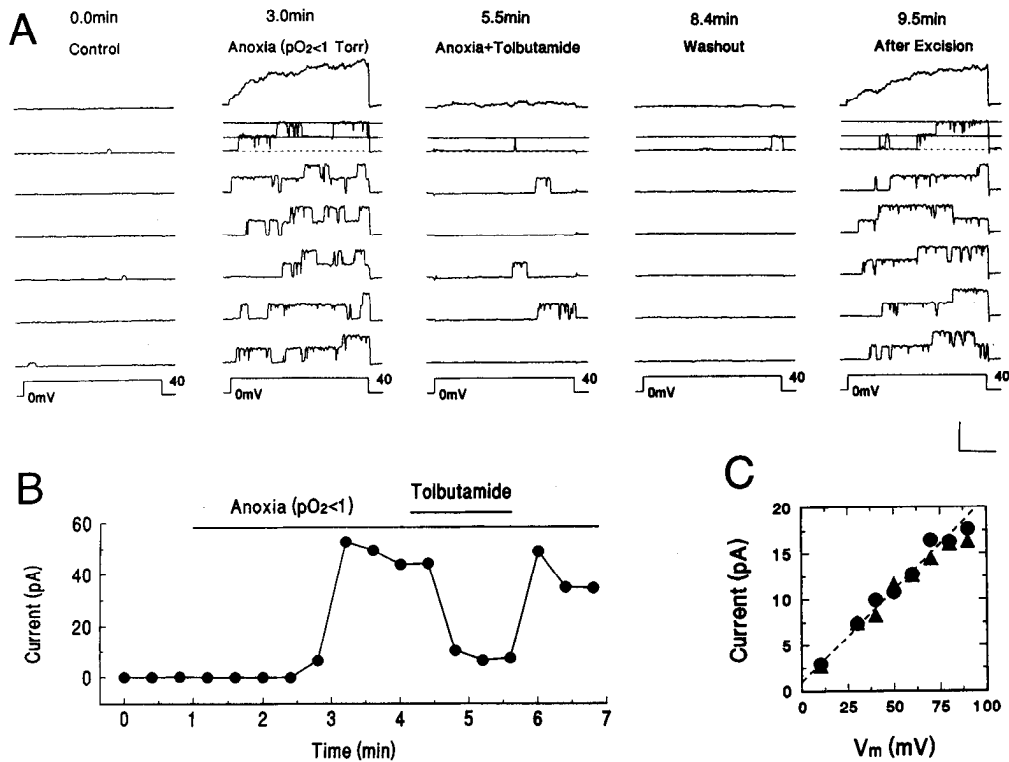 A
0.0min
Control
3.0min
Anoxia (pO2<1 Torr)
5.5min
Anoxia+Tolbutamide
8.4min
Washout
9.5min
After Excision
0mV
40
0mV
40
0mV
40
0mV
40
0mV
40
B
Anoxia (pO2<1)
Tolbutamide
Current (pA)
60
40
20
0
0
1
2
3
4
5
6
7
Time (min)
C
Current (pA)
20
15
10
5
0
0
25
50
75
100
Vm (mV)